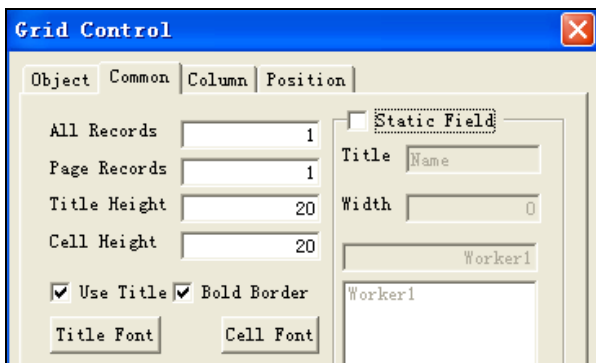 Grid Control
Object Common Column Position
All Records 1
Page Records 1
Title Height 20
Cell Height 20
Use Title Bold Border
Title Font Cell Font
Static Field
Title Name
Width 0
Worker1
Worker1